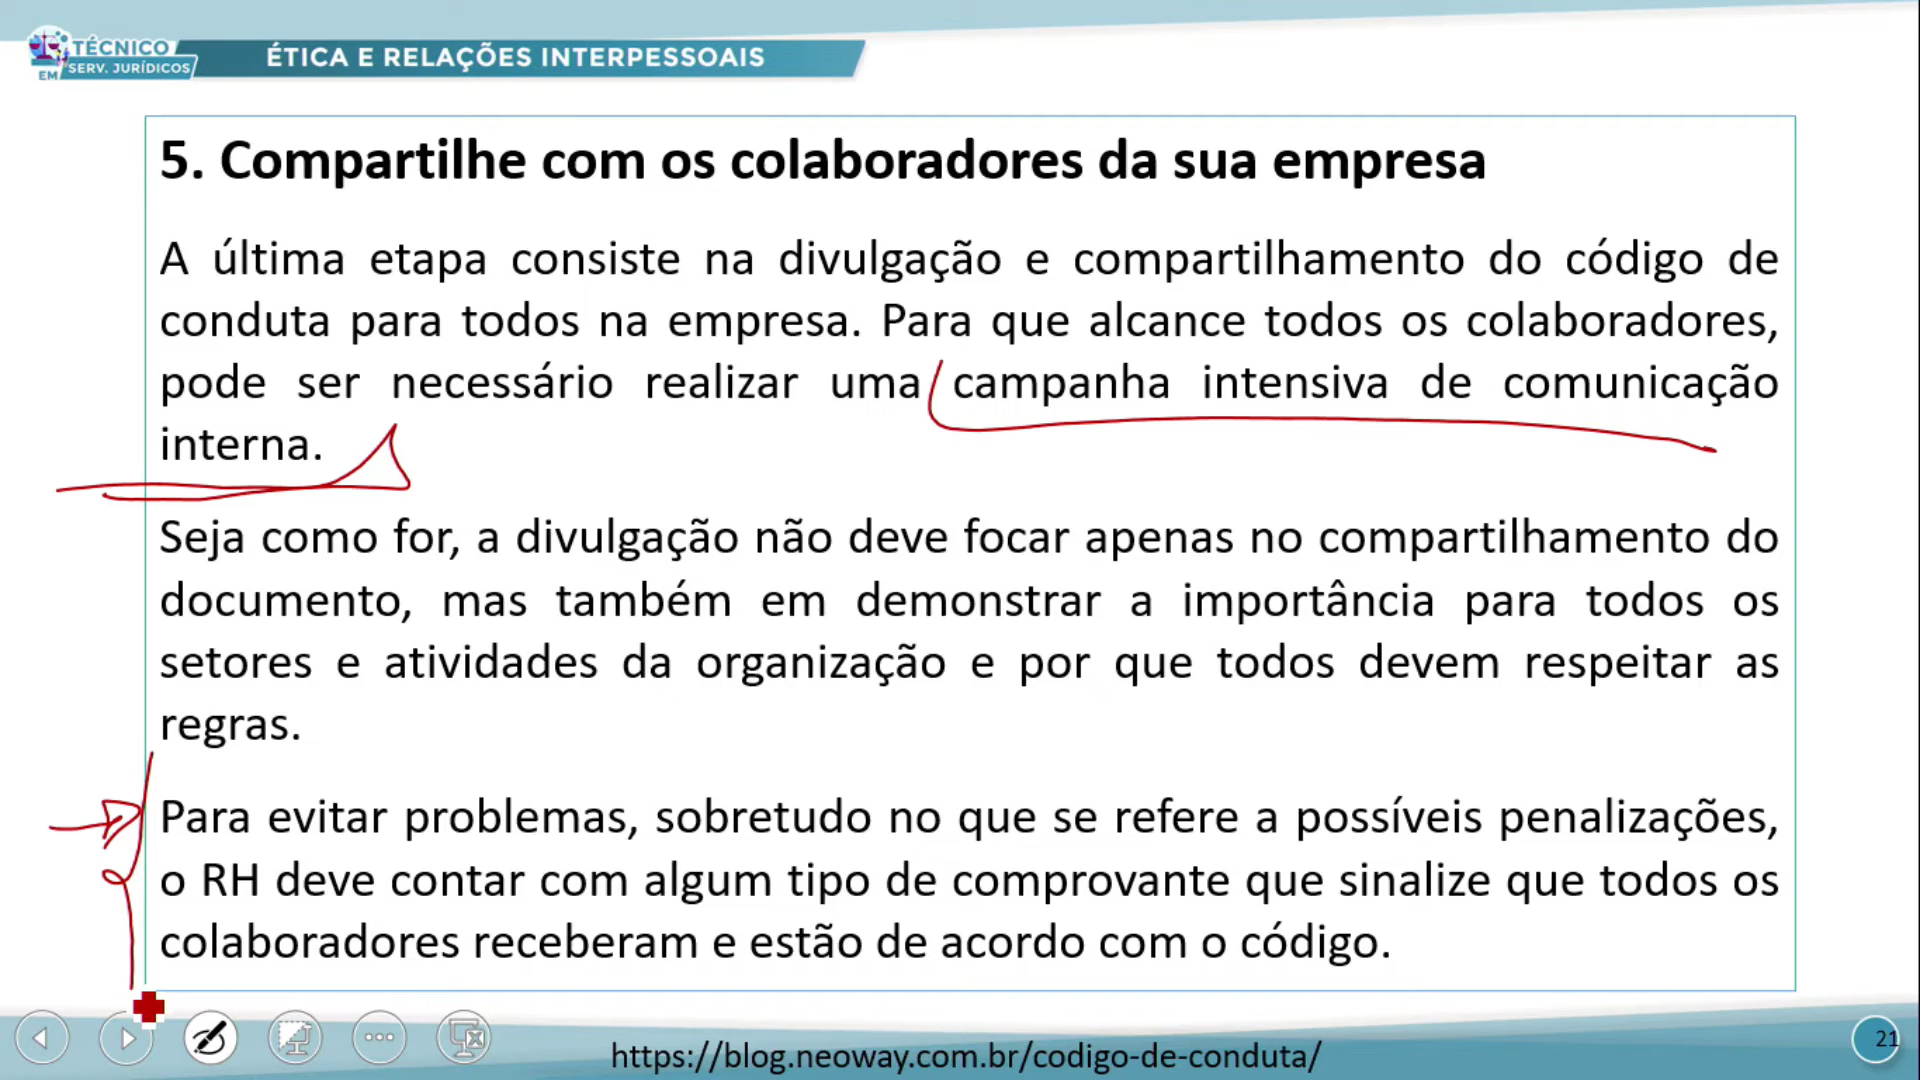 TÉCNICO
EM SERV. JURÍDICOS
ÉTICA E RELAÇÕES INTERPESSOAIS
5. Compartilhe com os colaboradores da sua empresa
A última etapa consiste na divulgação e compartilhamento do código de
conduta para todos na empresa. Para que alcance todos os colaboradores,
pode ser necessário realizar uma campanha intensiva de comunicação
interna.
Seja como for, a divulgação não deve focar apenas no compartilhamento do
documento, mas também em demonstrar a importância para todos os
setores e atividades da organização e por que todos devem respeitar as
regras.
Para evitar problemas, sobretudo no que se refere a possíveis penalizações,
o RH deve contar com algum tipo de comprovante que sinalize que todos os
colaboradores receberam e estão de acordo com o código.
https://blog.neoway.com.br/codigo-de-conduta/
21